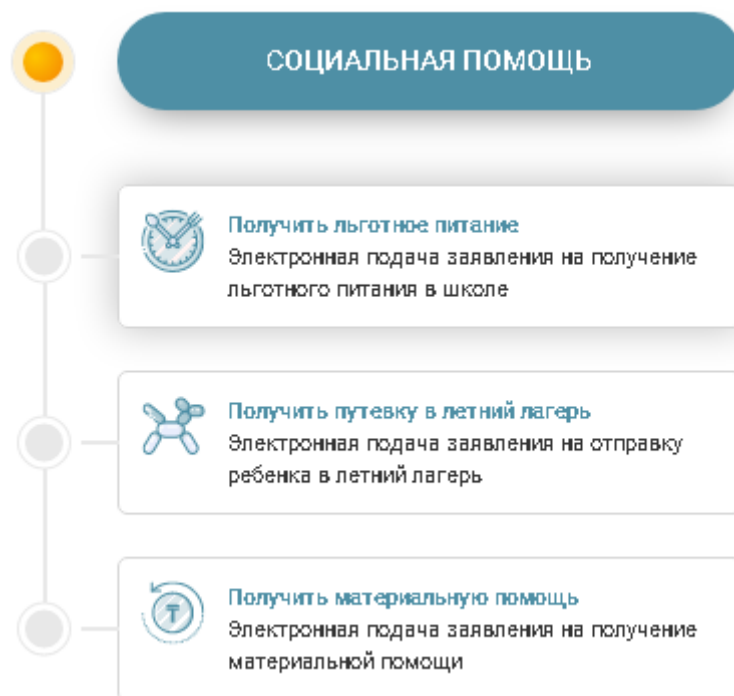 СОЦИАЛЬНАЯ ПОМОЩЬ
Получить льготное питание
Электронная подача заявления на получение
льготного питания в школе
Получить путевку в летний лагерь
Электронная подача заявления на отправку
ребенка в летний лагерь
₸
Получить материальную помощь
Электронная подача заявления на получение
материальной помощи